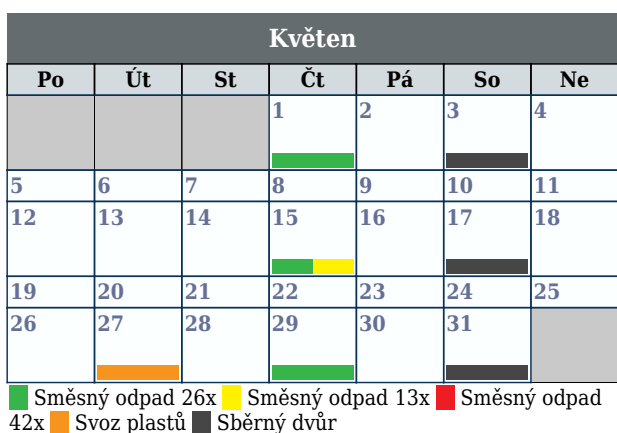 Květen
Po Út St Čt Pá So Ne
1 2 3 4
5 6 7 8 9 10 11
12 13 14 15 16 17 18
19 20 21 22 23 24 25
26 27 28 29 30 31
Směsný odpad 26x Směsný odpad 13x Směsný odpad
42x Svoz plastů Sběrný dvůr